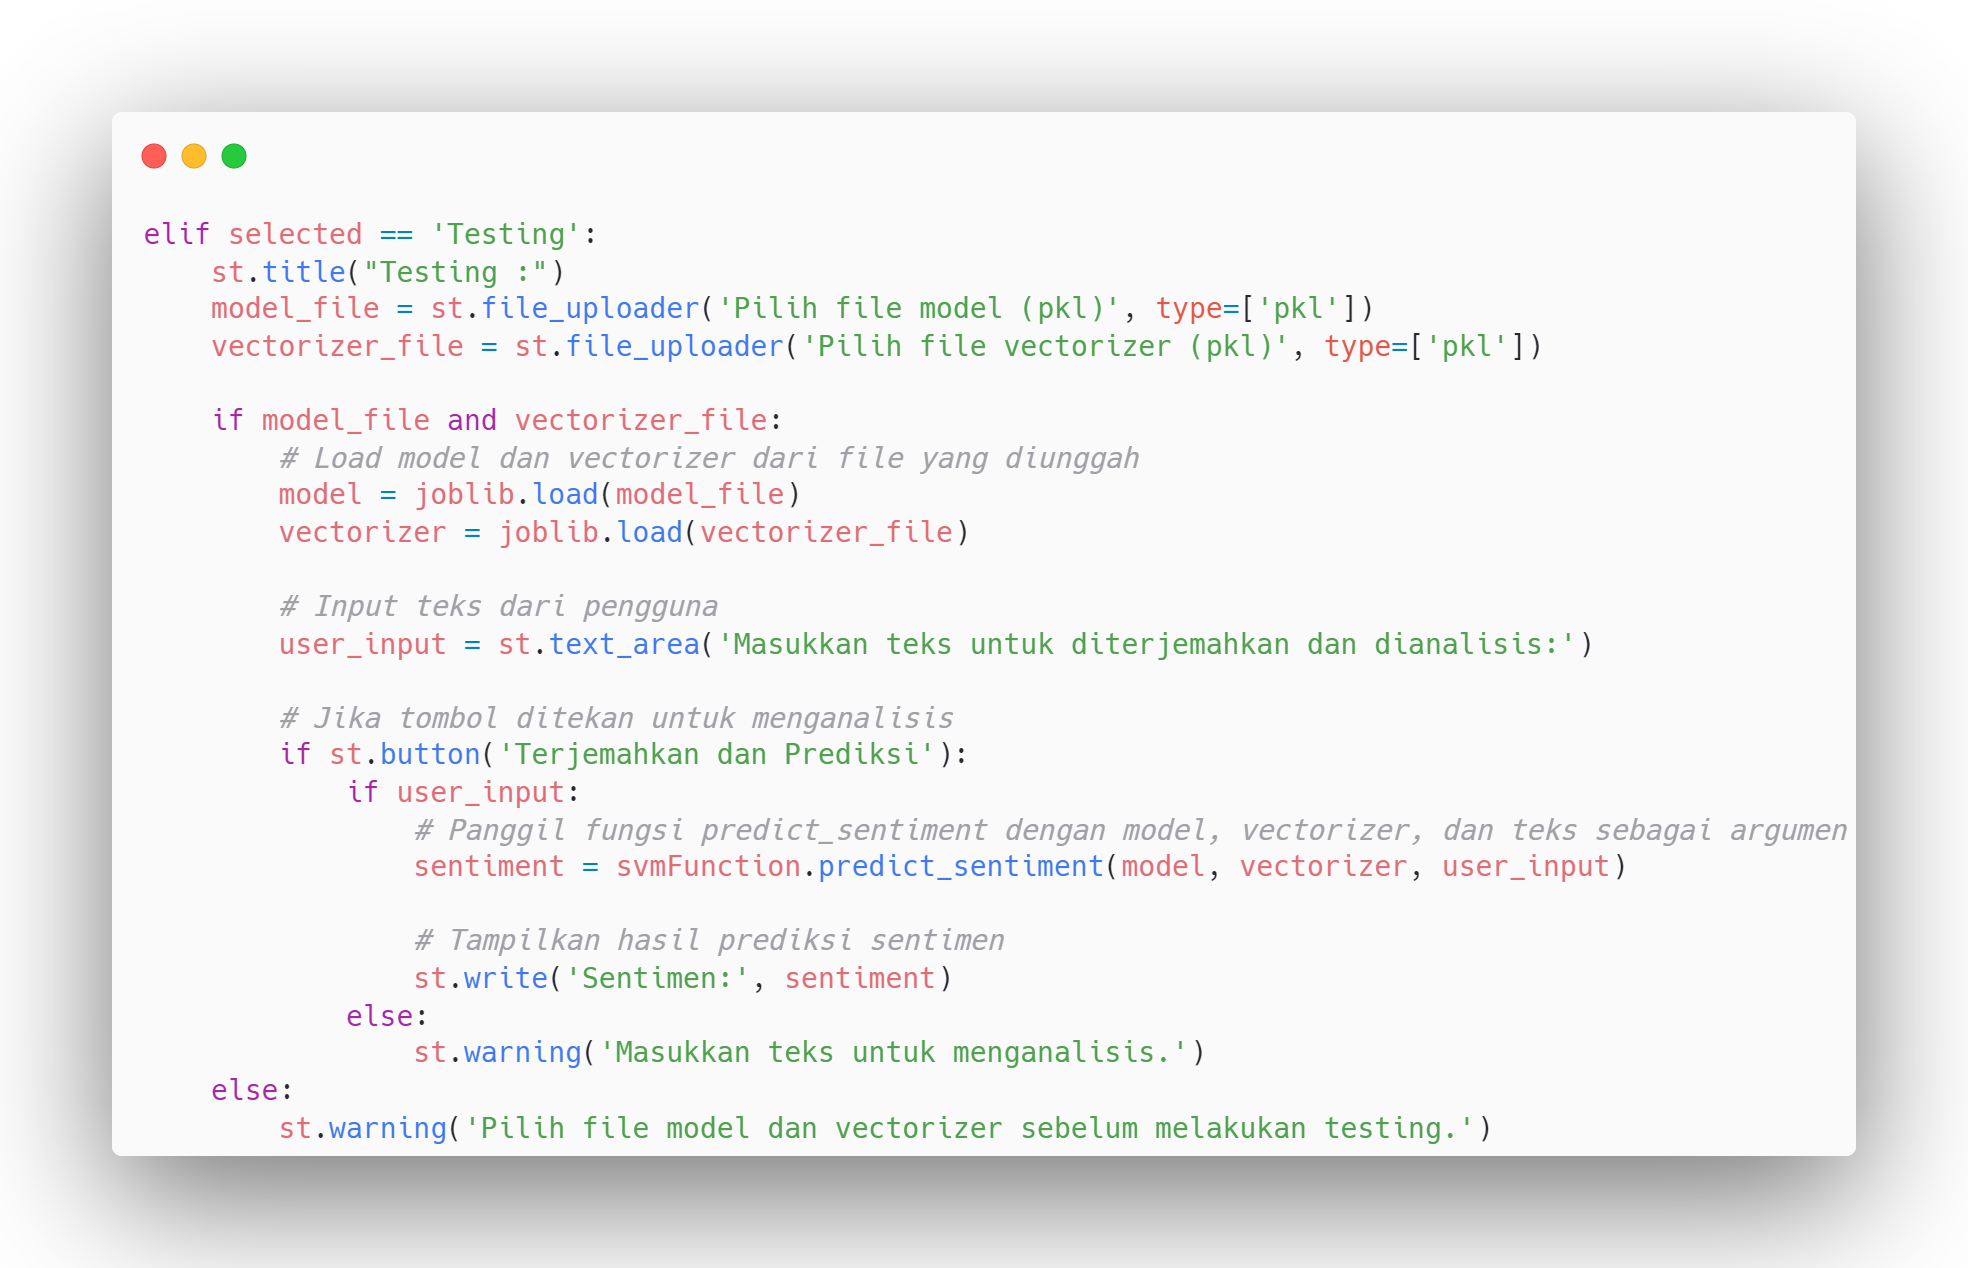 elif selected == 'Testing':
    st.title("Testing :")
    model_file = st.file_uploader('Pilih file model (pkl)', type=['pkl'])
    vectorizer_file = st.file_uploader('Pilih file vectorizer (pkl)', type=['pkl'])

    if model_file and vectorizer_file:
        # Load model dan vectorizer dari file yang diunggah
        model = joblib.load(model_file)
        vectorizer = joblib.load(vectorizer_file)

        # Input teks dari pengguna
        user_input = st.text_area('Masukkan teks untuk diterjemahkan dan dianalisis:')

        # Jika tombol ditekan untuk menganalisis
        if st.button('Terjemahkan dan Prediksi'):
            if user_input:
                # Panggil fungsi predict_sentiment dengan model, vectorizer, dan teks sebagai argumen
                sentiment = svmFunction.predict_sentiment(model, vectorizer, user_input)

                # Tampilkan hasil prediksi sentimen
                st.write('Sentimen:', sentiment)
            else:
                st.warning('Masukkan teks untuk menganalisis.')
    else:
        st.warning('Pilih file model dan vectorizer sebelum melakukan testing.')